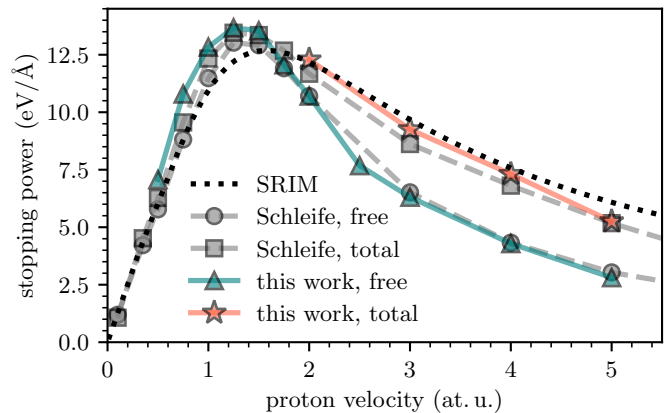 12.5
10.0
7.5
5.0
2.5
0.0
stopping power (eV/Å)
SRIM
Schleife, free
Schleife, total
this work, free
this work, total
0 1 2 3 4 5
proton velocity (at. u.)